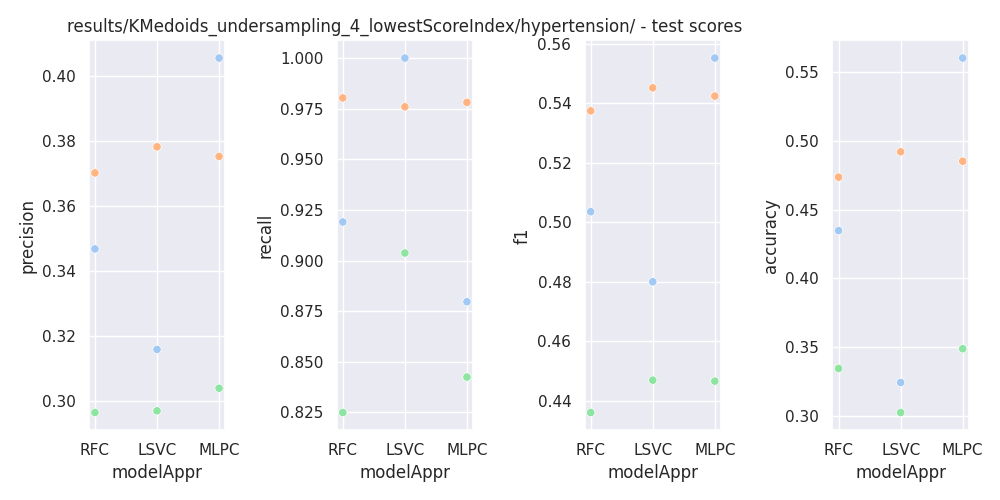 results/KMedoids_undersampling_4_lowestScoreIndex/hypertension/ - test scores
precision
0.40
0.38
0.36
0.34
0.32
0.30
RFC LSVC MLPC
modelAppr
recall
1.000
0.975
0.950
0.925
0.900
0.875
0.850
0.825
RFC LSVC MLPC
modelAppr
f1
0.56
0.54
0.52
0.50
0.48
0.46
0.44
RFC LSVC MLPC
modelAppr
accuracy
0.55
0.50
0.45
0.40
0.35
0.30
RFC LSVC MLPC
modelAppr